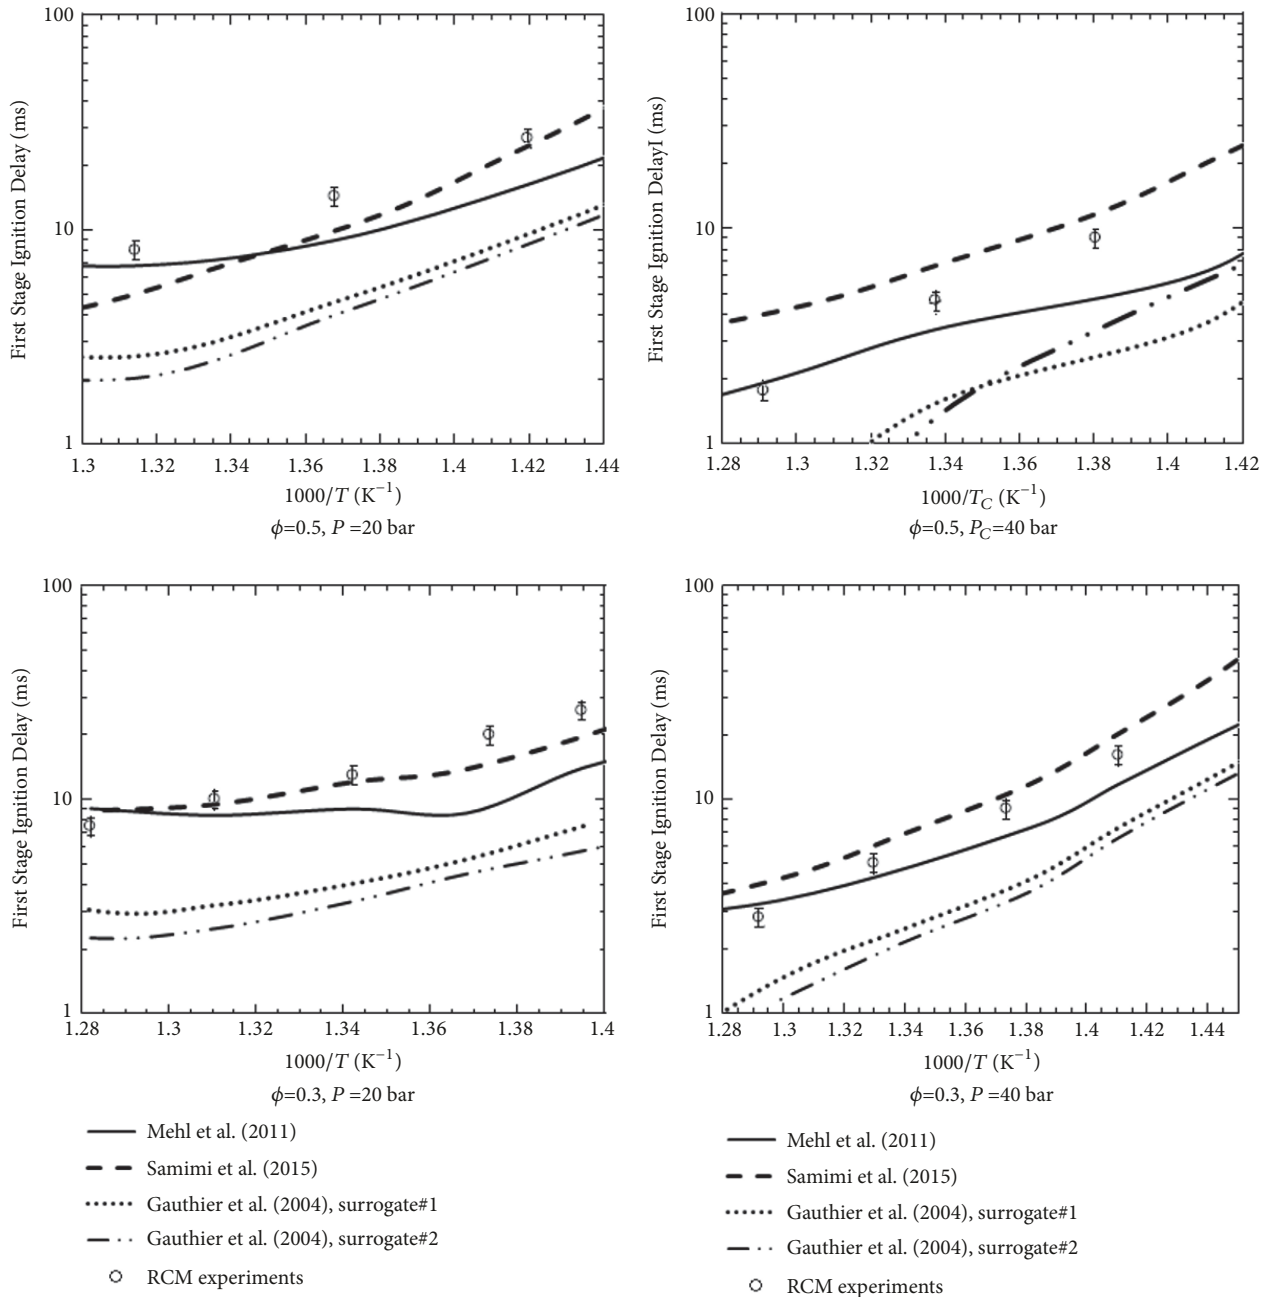 100
10
1
First Stage Ignition Delay (ms)
1.3 1.32 1.34 1.36 1.38 1.4 1.42 1.44
1000/T (K⁻¹)
ϕ=0.5, P =20 bar
100
10
1
First Stage Ignition DelayI (ms)
1.28 1.3 1.32 1.34 1.36 1.38 1.4 1.42
1000/T_C (K⁻¹)
ϕ=0.5, P_C=40 bar
100
10
1
First Stage Ignition Delay (ms)
1.28 1.3 1.32 1.34 1.36 1.38 1.4
1000/T (K⁻¹)
ϕ=0.3, P =20 bar
100
10
1
First Stage Ignition Delay (ms)
1.28 1.3 1.32 1.34 1.36 1.38 1.4 1.42 1.44
1000/T (K⁻¹)
ϕ=0.3, P =40 bar
Mehl et al. (2011)
Samimi et al. (2015)
Gauthier et al. (2004), surrogate#1
Gauthier et al. (2004), surrogate#2
RCM experiments
Mehl et al. (2011)
Samimi et al. (2015)
Gauthier et al. (2004), surrogate#1
Gauthier et al. (2004), surrogate#2
RCM experiments